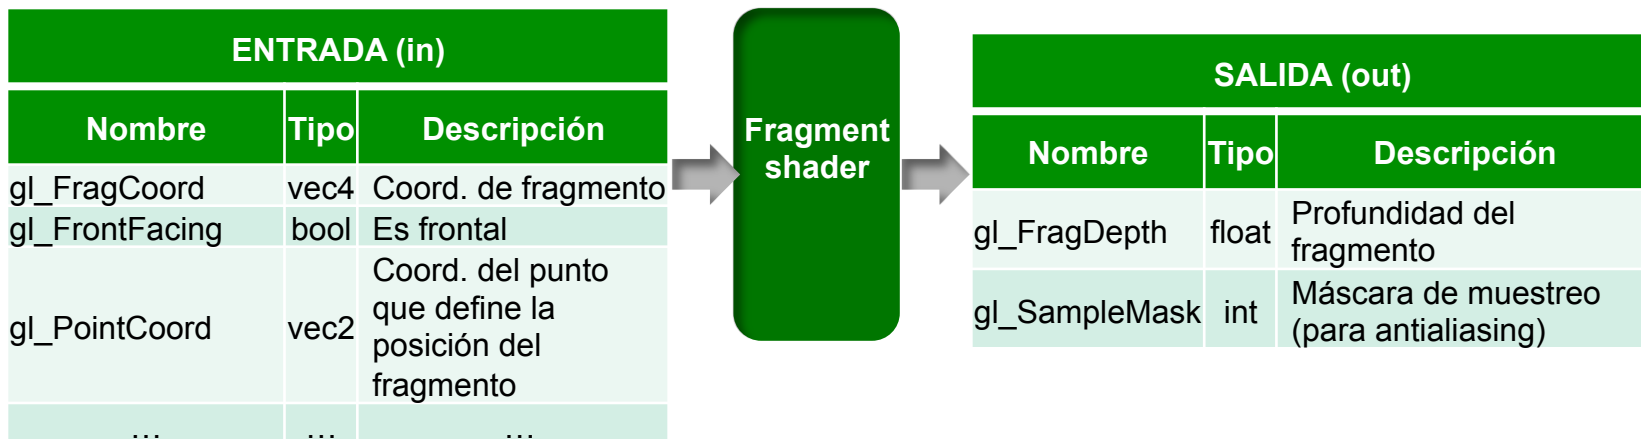 ENTRADA (in)
Nombre Tipo Descripción
gl_FragCoord vec4 Coord. de fragmento
gl_FrontFacing bool Es frontal
gl_PointCoord vec2 Coord. del punto
que define la
posición del
fragmento
... ... ...
Fragment
shader
SALIDA (out)
Nombre Tipo Descripción
gl_FragDepth float Profundidad del
fragmento
gl_SampleMask int Máscara de muestreo
(para antialiasing)